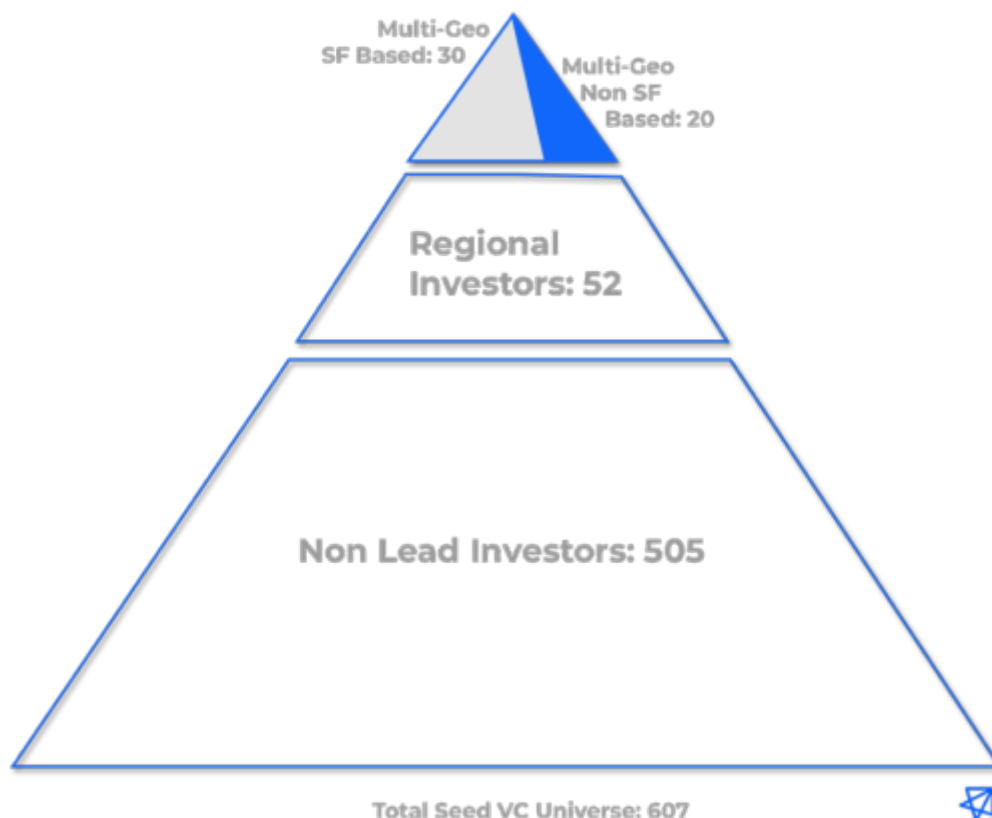 Multi-Geo
SF Based: 30
Multi-Geo
Non SF
Based: 20
Regional
Investors: 52
Non Lead Investors: 505
Total Seed VC Universe: 607